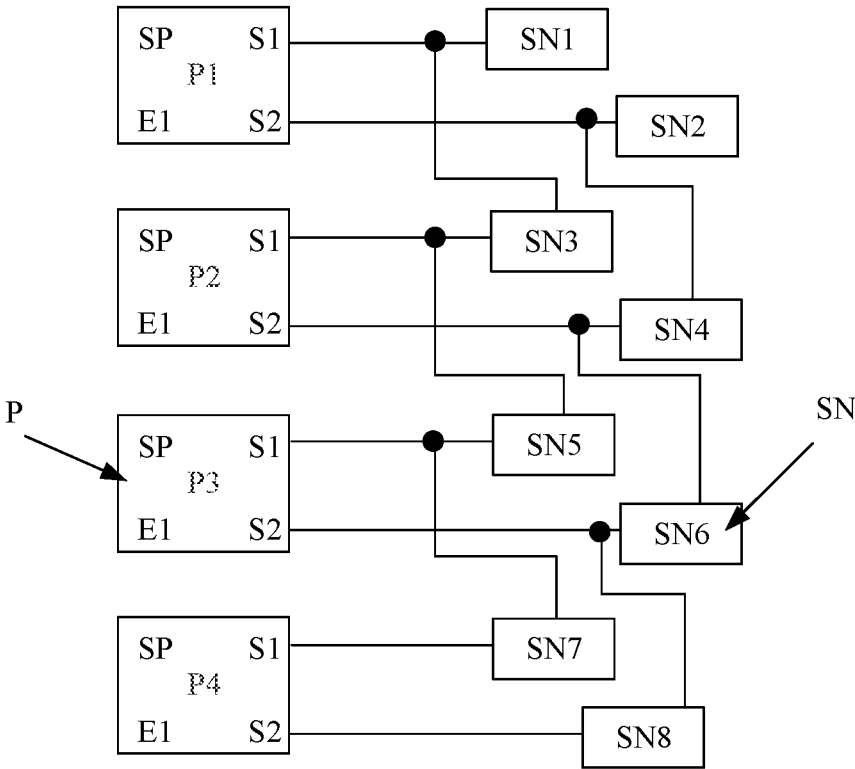 SP S1 SN1
P1
E1 S2 SN2
SP S1 SN3
P2
E1 S2 SN4
P SN
SP S1 SN5
P3
E1 S2 SN6
SP S1 SN7
P4
E1 S2 SN8